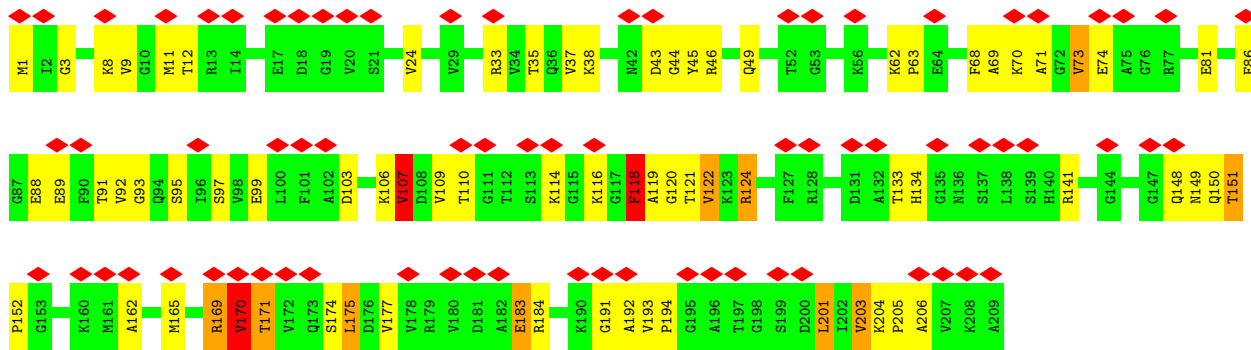 M1 I2 G3 K8 V9 G10 M11 T12 R13 I14 E17 D18 G19 V20 S21 V24 V29 R33 V34 T35 Q36 V37 K38 N42 D43 G44 Y45 R46 Q49 T52 G53 K56 K62 P63 E64 F68 A69 K70 A71 G72 V73 E74 A75 G76 R77 E81 E86
G87 E88 E89 F90 T91 V92 G93 Q94 S95 I96 S97 V98 E99 L100 F101 A102 D103 K106 V107 D108 V109 T110 G111 T112 S113 K114 G115 K116 G117 F118 A119 G120 T121 V122 K123 R124 F127 R128 D131 A132 T133 H134 G135 N136 S137 L138 S139 H140 R141 G144 G147 Q148 N149 Q150 T151
P152 G153 K160 M161 A162 M165 R169 V170 T171 V172 Q173 S174 L175 D176 V177 V178 R179 V180 D181 A182 E183 R184 K190 G191 A192 V193 P194 G195 A196 T197 G198 S199 D200 L201 I202 V203 K204 P205 A206 V207 K208 A209